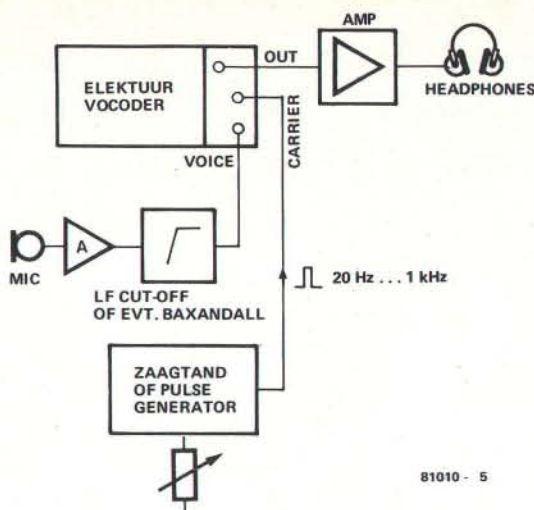 AMP
OUT
HEADPHONES
ELEKTUUR
VOCODER
CARRIER
VOICE
A
MIC
LF CUT-OFF
OF EVT. BAXANDALL
20 Hz ... 1 kHz
ZAAGTAND
OF PULSE
GENERATOR
81010 - 5